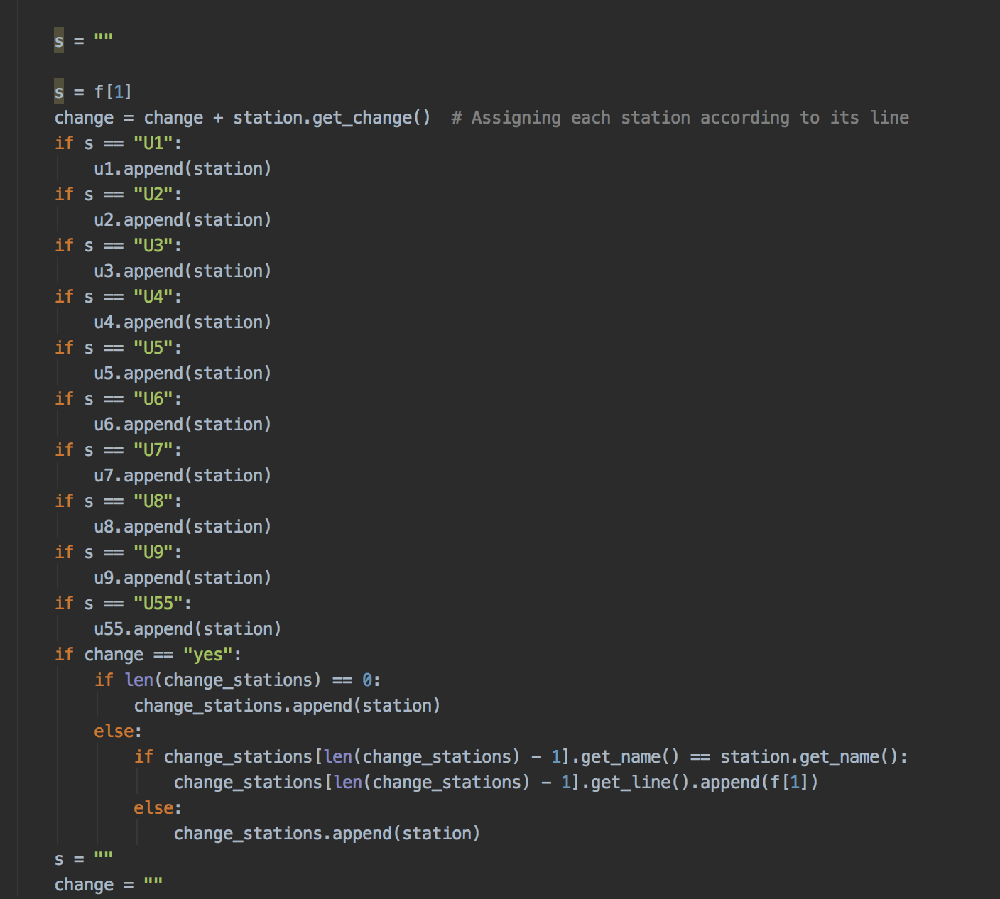 s = ""
s = f[1]
change = change + station.get_change()  # Assigning each station according to its line
if s == "U1":
    u1.append(station)
if s == "U2":
    u2.append(station)
if s == "U3":
    u3.append(station)
if s == "U4":
    u4.append(station)
if s == "U5":
    u5.append(station)
if s == "U6":
    u6.append(station)
if s == "U7":
    u7.append(station)
if s == "U8":
    u8.append(station)
if s == "U9":
    u9.append(station)
if s == "U55":
    u55.append(station)
if change == "yes":
    if len(change_stations) == 0:
        change_stations.append(station)
    else:
        if change_stations[len(change_stations) - 1].get_name() == station.get_name():
            change_stations[len(change_stations) - 1].get_line().append(f[1])
        else:
            change_stations.append(station)
s = ""
change = ""